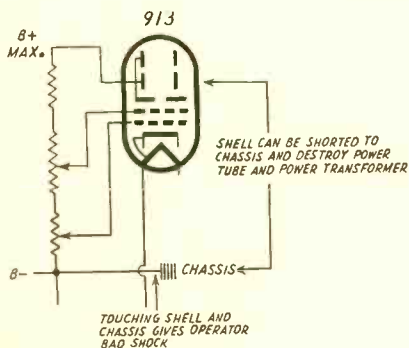 913
B+
MAX.
SHELL CAN BE SHORTED TO
CHASSIS AND DESTROY POWER
TUBE AND POWER TRANSFORMER
B-
CHASSIS
TOUCHING SHELL AND
CHASSIS GIVES OPERATOR
BAD SHOCK